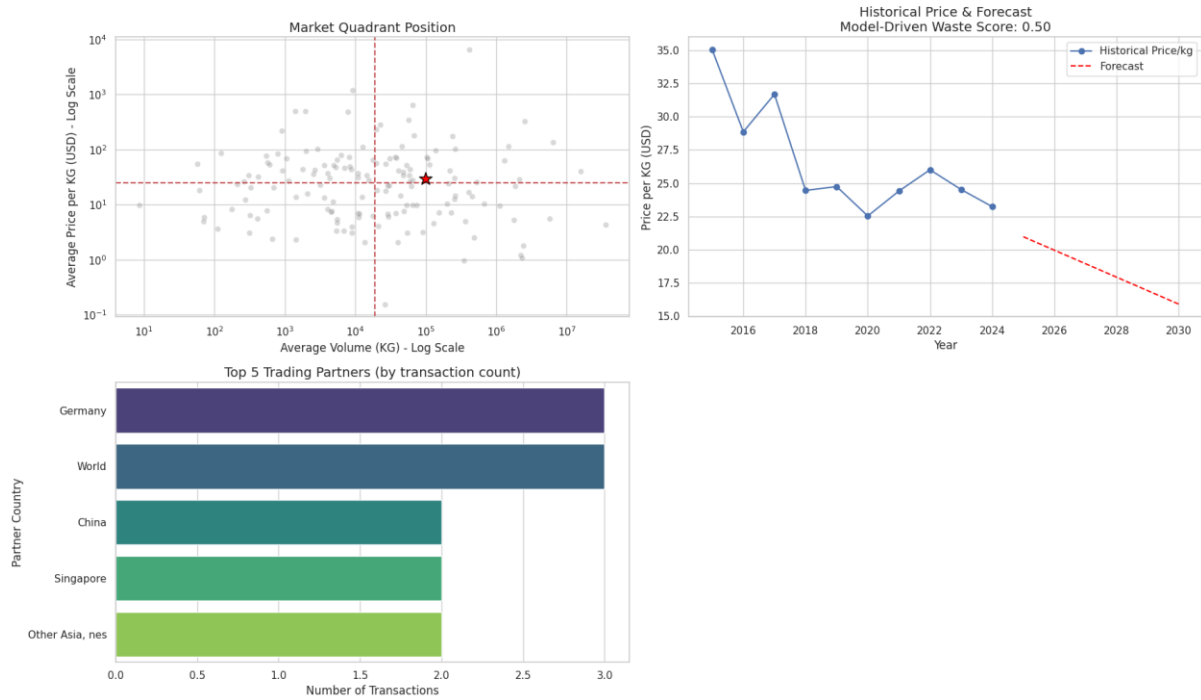 Market Quadrant Position
10⁴
10³
10²
10¹
10⁰
10⁻¹
Average Price per KG (USD) - Log Scale
10¹
10²
10³
10⁴
10⁵
10⁶
10⁷
Average Volume (KG) - Log Scale
Historical Price & Forecast
Model-Driven Waste Score: 0.50
Historical Price/kg
Forecast
35.0
32.5
30.0
27.5
25.0
22.5
20.0
17.5
15.0
Price per KG (USD)
2016
2018
2020
2022
2024
2026
2028
2030
Year
Top 5 Trading Partners (by transaction count)
Germany
World
China
Singapore
Other Asia, nes
Partner Country
0.0
0.5
1.0
1.5
2.0
2.5
3.0
Number of Transactions